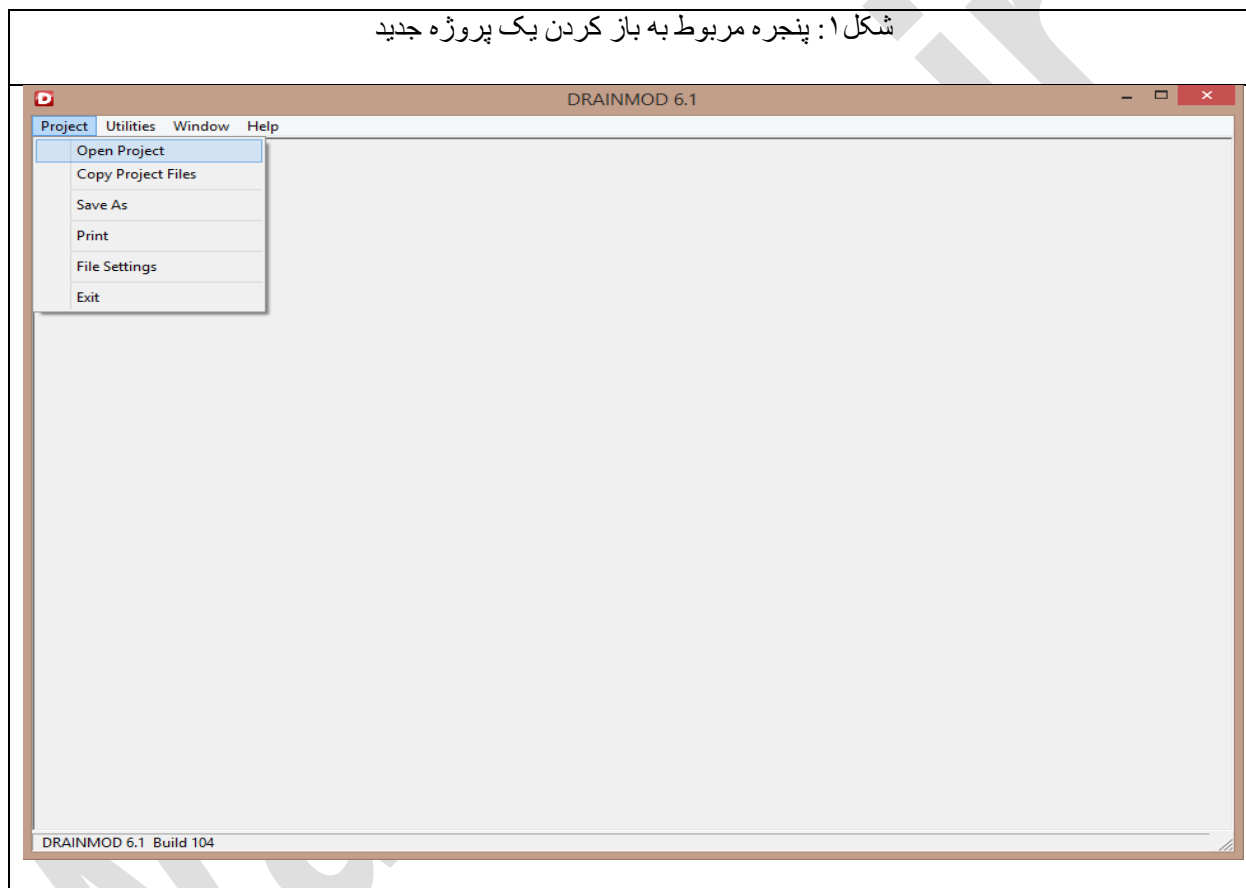 شکل۱: پنجره مربوط به باز کردن یک پروژه جدید
DRAINMOD 6.1
Project Utilities Window Help
Open Project
Copy Project Files
Save As
Print
File Settings
Exit
DRAINMOD 6.1 Build 104